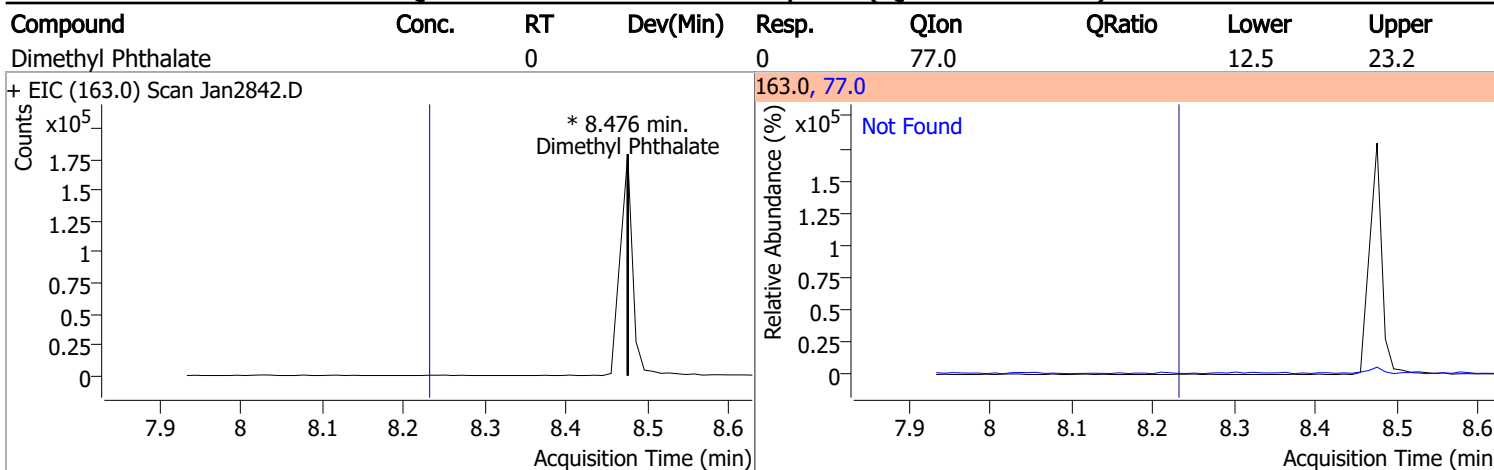 Compound Conc. RT Dev(Min) Resp. QIon QRatio Lower Upper
Dimethyl Phthalate 0 0 77.0 12.5 23.2
+ EIC (163.0) Scan Jan2842.D
Counts
x10⁵
1.75
1.5
1.25
1
0.75
0.5
0.25
0
* 8.476 min.
Dimethyl Phthalate
7.9 8 8.1 8.2 8.3 8.4 8.5 8.6
Acquisition Time (min)
163.0, 77.0
Relative Abundance (%)
x10⁵
Not Found
1.5
1.25
1
0.75
0.5
0.25
0
7.9 8 8.1 8.2 8.3 8.4 8.5 8.6
Acquisition Time (min